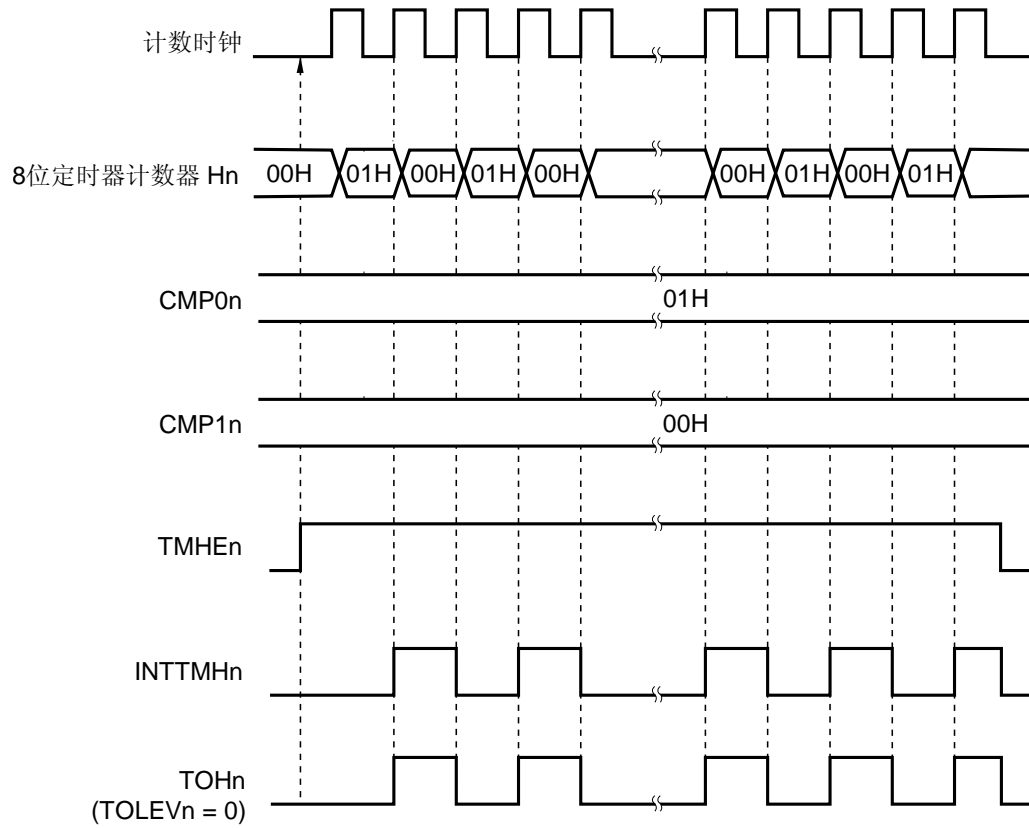 计数时钟
8位定时器计数器 Hn
00H 01H 00H 01H 00H 00H 01H 00H 01H
CMP0n
01H
CMP1n
00H
TMHEn
INTTMHn
TOHn
(TOLEVn = 0)